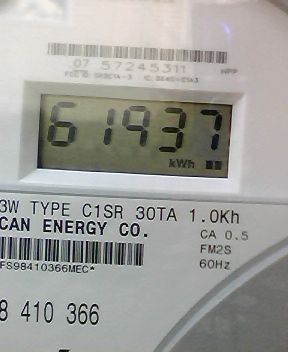 07 57245311
61937
kWh
3W TYPE C1SR 30TA 1.0Kh
CAN ENERGY CO.
CA 0.5
FM2S
60Hz
FS98410366MEC*
8 410 366